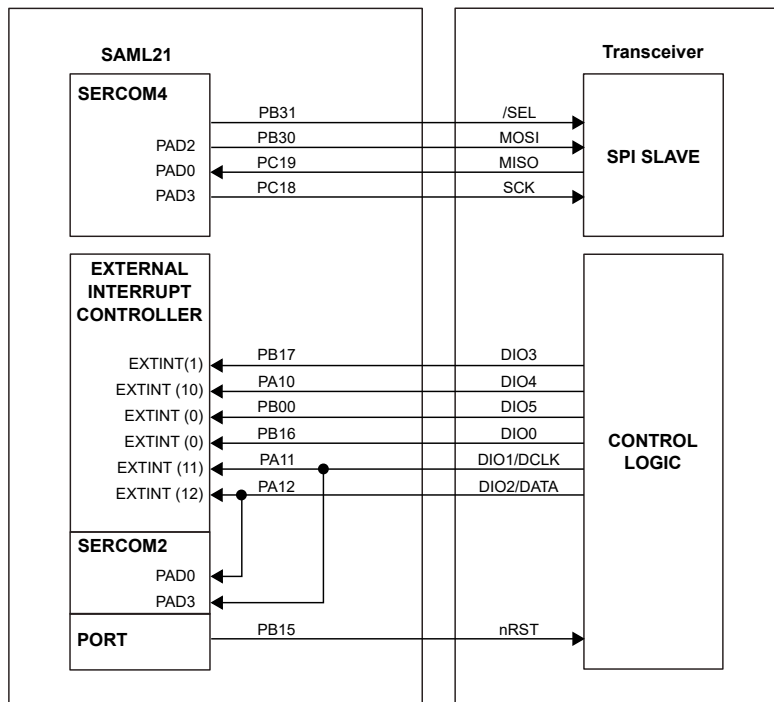 SAML21
Transceiver
SERCOM4
PB31
/SEL
PAD2
PB30
MOSI
SPI SLAVE
PAD0
PC19
MISO
PAD3
PC18
SCK
EXTERNAL
INTERRUPT
CONTROLLER
EXTINT(1)
PB17
DIO3
EXTINT (10)
PA10
DIO4
EXTINT (0)
PB00
DIO5
EXTINT (0)
PB16
DIO0
CONTROL
LOGIC
EXTINT (11)
PA11
DIO1/DCLK
EXTINT (12)
PA12
DIO2/DATA
SERCOM2
PAD0
PAD3
PORT
PB15
nRST